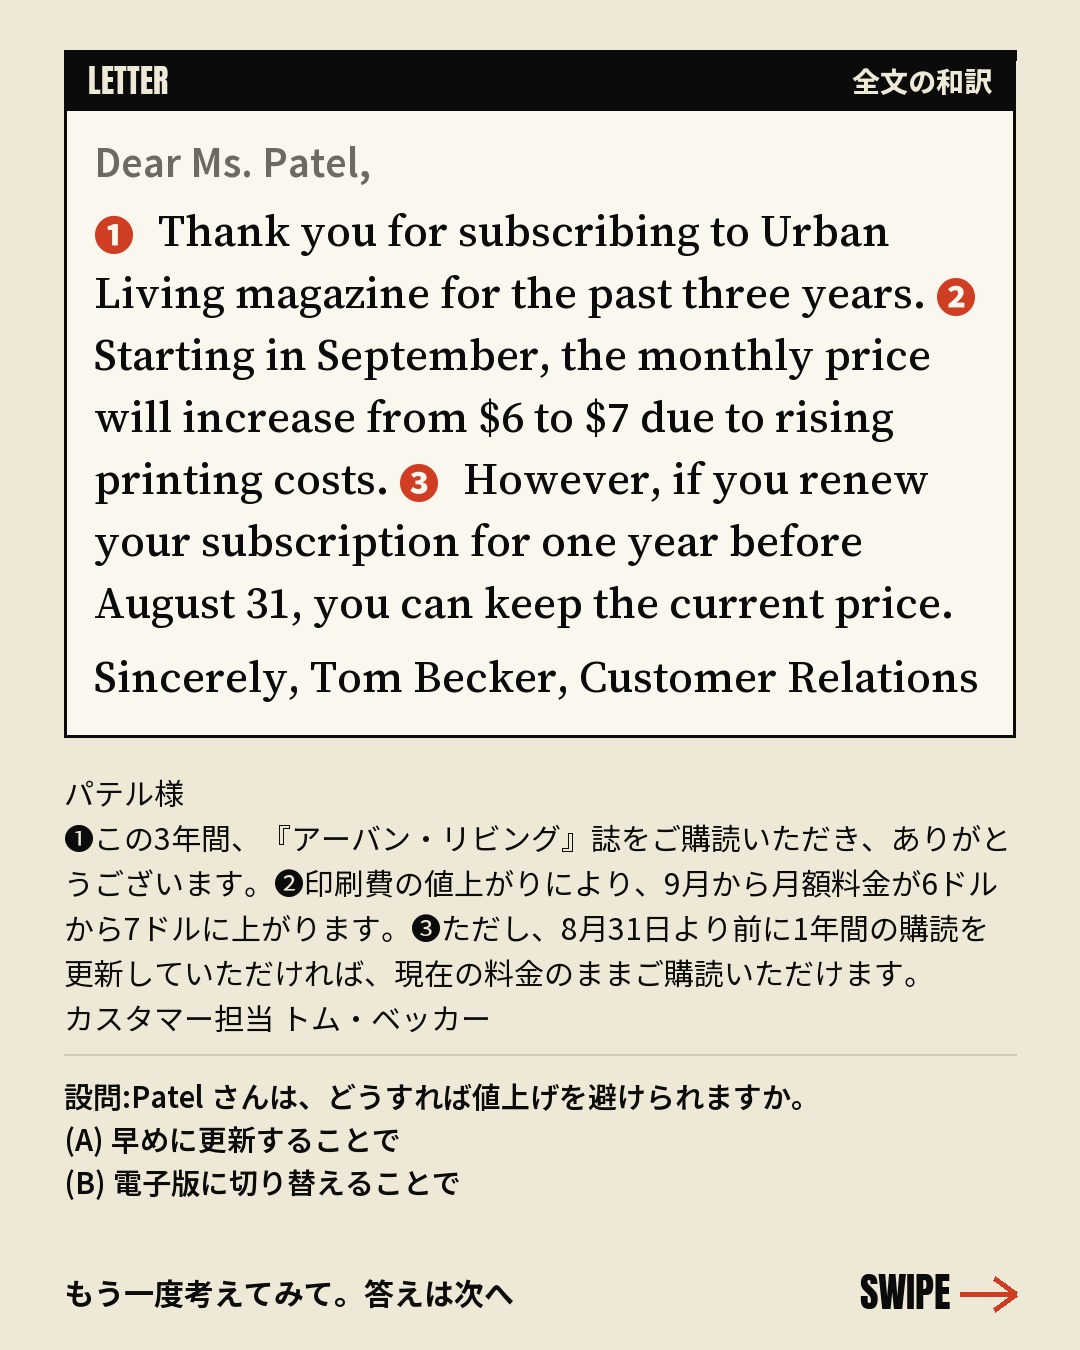 LETTER
全文の和訳
Dear Ms. Patel,
❶ Thank you for subscribing to Urban
Living magazine for the past three years. ❷
Starting in September, the monthly price
will increase from $6 to $7 due to rising
printing costs. ❸ However, if you renew
your subscription for one year before
August 31, you can keep the current price.
Sincerely, Tom Becker, Customer Relations
パテル様
❶この3年間、『アーバン・リビング』誌をご購読いただき、ありがと
うございます。❷印刷費の値上がりにより、9月から月額料金が6ドル
から7ドルに上がります。❸ただし、8月31日より前に1年間の購読を
更新していただければ、現在の料金のままご購読いただけます。
カスタマー担当 トム・ベッカー
設問:Patel さんは、どうすれば値上げを避けられますか。
(A) 早めに更新することで
(B) 電子版に切り替えることで
もう一度考えてみて。答えは次へ
SWIPE